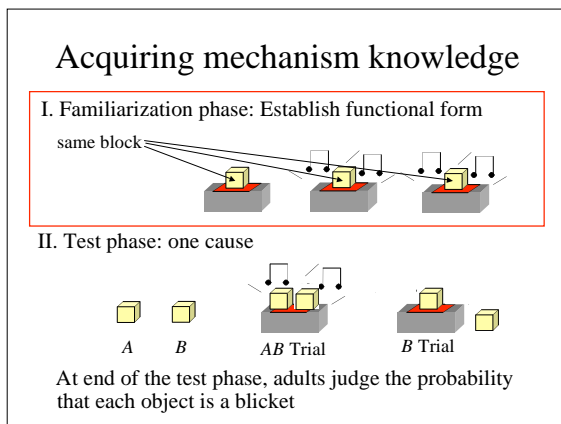 Acquiring mechanism knowledge
I. Familiarization phase: Establish functional form
same block
II. Test phase: one cause
A
B
AB Trial
B Trial
At end of the test phase, adults judge the probability
that each object is a blicket